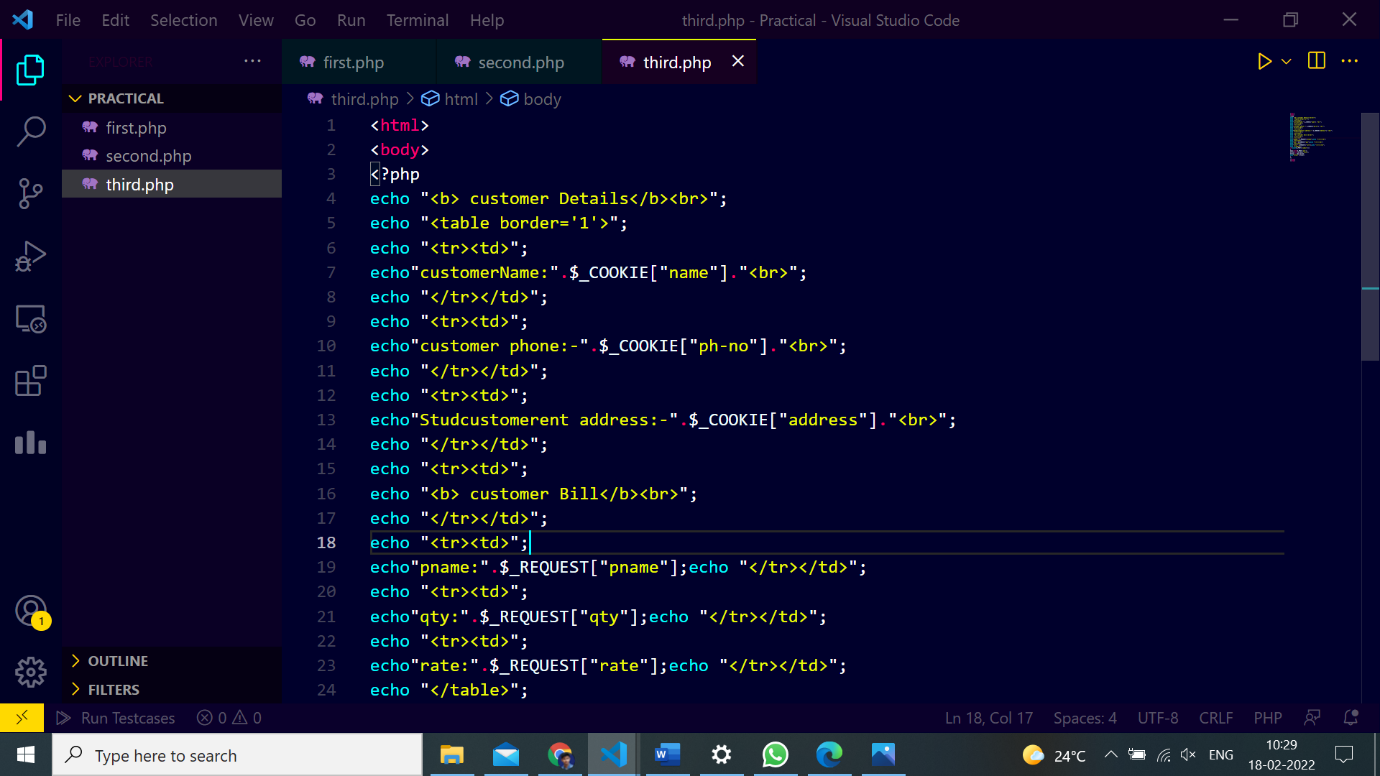 File Edit Selection View Go Run Terminal Help third.php - Practical - Visual Studio Code
EXPLORER
first.php second.php third.php
third.php > html > body
PRACTICAL
first.php
second.php
third.php
1 <html>
2 <body>
3 <?php
4 echo "<b> customer Details</b><br>";
5 echo "<table border='1'>";
6 echo "<tr><td>";
7 echo"customerName:".$_COOKIE["name"]."<br>";
8 echo "</tr></td>";
9 echo "<tr><td>";
10 echo"customer phone:-".$_COOKIE["ph-no"]."<br>";
11 echo "</tr></td>";
12 echo "<tr><td>";
13 echo"Studcustomerent address:-".$_COOKIE["address"]."<br>";
14 echo "</tr></td>";
15 echo "<tr><td>";
16 echo "<b> customer Bill</b><br>";
17 echo "</tr></td>";
18 echo "<tr><td>";
19 echo"pname:".$_REQUEST["pname"];echo "</tr></td>";
20 echo "<tr><td>";
21 echo"qty:".$_REQUEST["qty"];echo "</tr></td>";
22 echo "<tr><td>";
23 echo"rate:".$_REQUEST["rate"];echo "</tr></td>";
24 echo "</table>";
OUTLINE
FILTERS
1
Run Testcases 0 0 Ln 18, Col 17 Spaces: 4 UTF-8 CRLF PHP
Type here to search 24°C ENG 10:29
18-02-2022